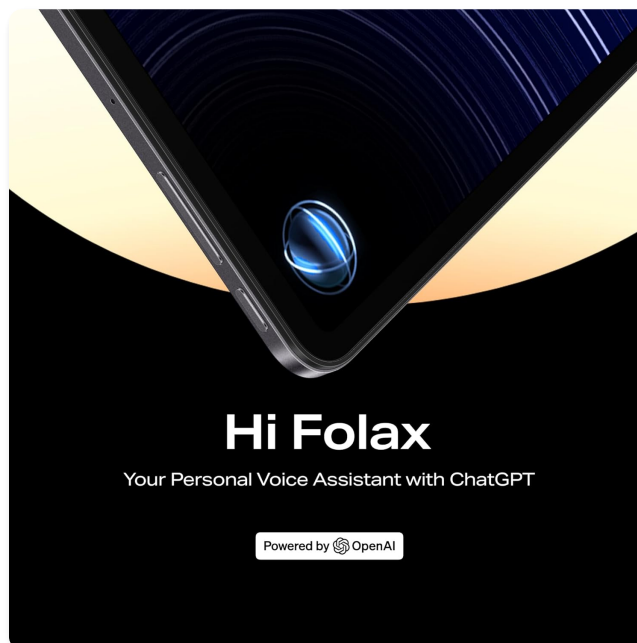 Hi Folax
Your Personal Voice Assistant with ChatGPT
Powered by OpenAI